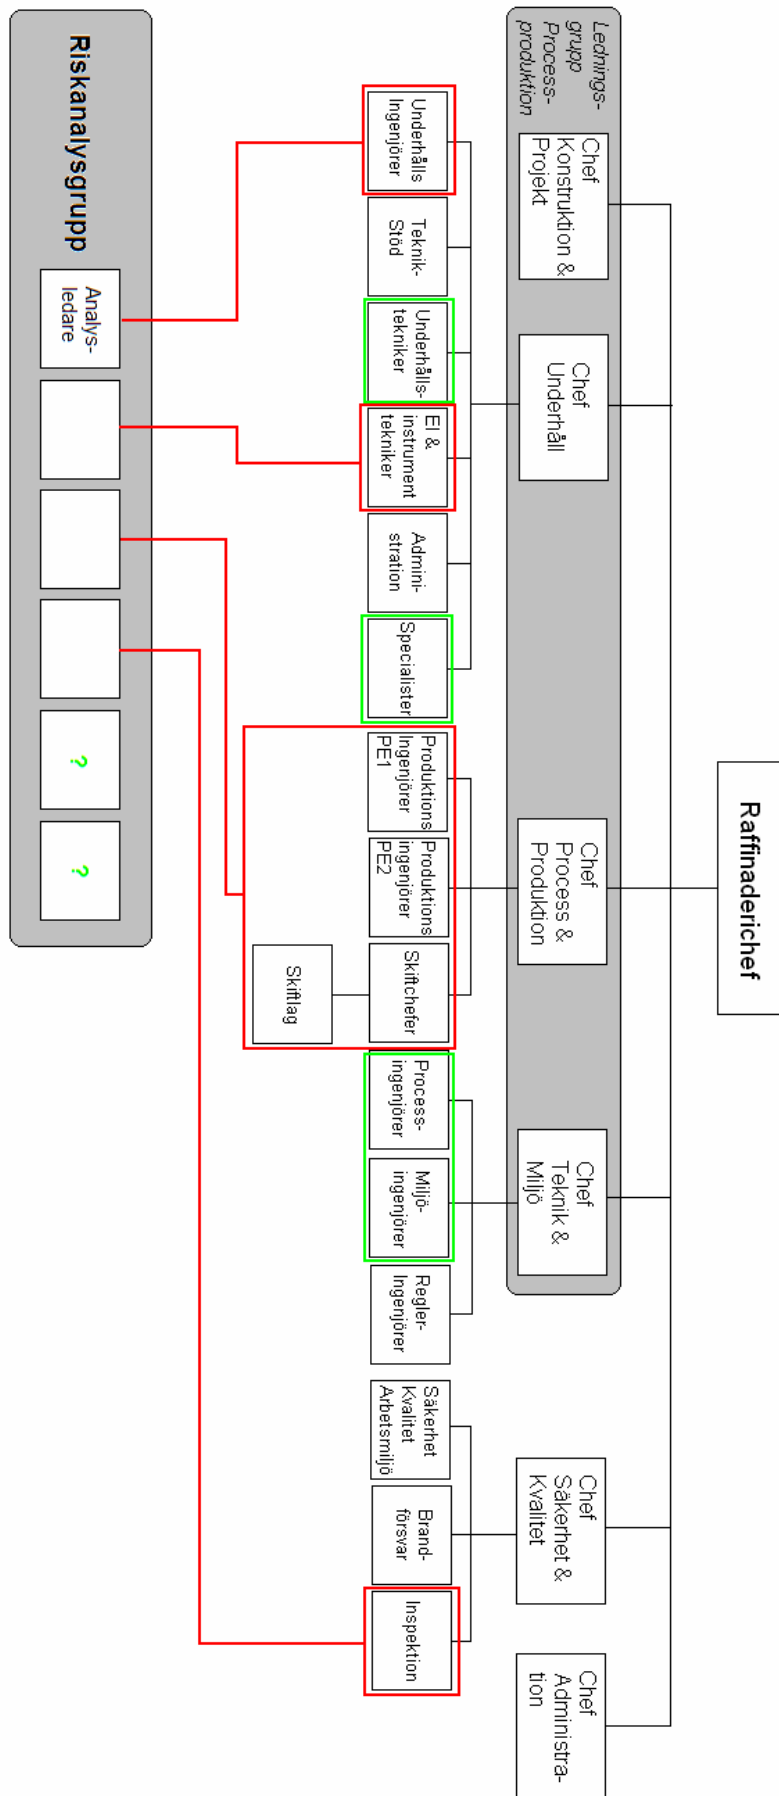 Raffinaderichef
Lednings-
grupp
Process-
produktion
Chef
Konstruktion &
Projekt
Chef
Underhåll
Chef
Process &
Produktion
Chef
Teknik &
Miljö
Chef
Säkerhet &
Kvalitet
Chef
Administra-
tion
Underhålls
Ingenjörer
Teknik-
Stöd
Underhålls-
tekniker
El &
instrument
tekniker
Admini-
stration
Specialister
Produktions
Ingenjörer
PE1
Produktions
ingenjörer
PE2
Skiftchefer
Process-
ingenjörer
Miljö-
ingenjörer
Regler-
Ingenjörer
Säkerhet
Kvalitet
Arbetsmiljö
Brand-
försvar
Inspektion
Skiftlag
Riskanalysgrupp
Analys-
ledare
?
?